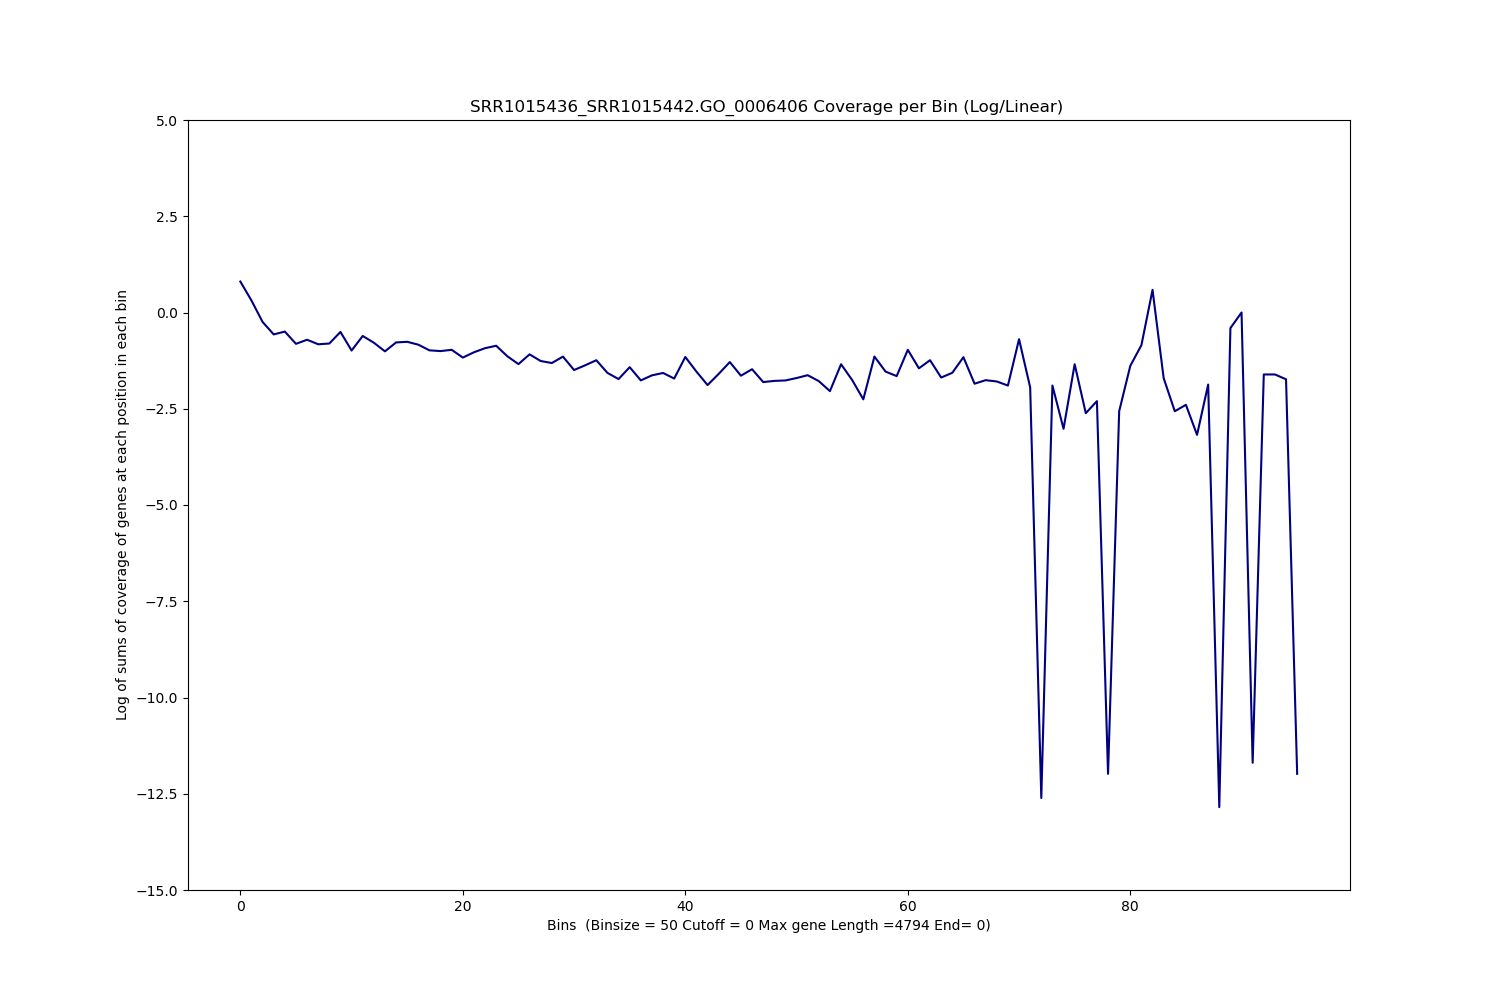 SRR1015436_SRR1015442.GO_0006406 Coverage per Bin (Log/Linear)
Log of sums of coverage of genes at each position in each bin
5.0
2.5
0.0
−2.5
−5.0
−7.5
−10.0
−12.5
−15.0
0 20 40 60 80
Bins  (Binsize = 50 Cutoff = 0 Max gene Length =4794 End= 0)